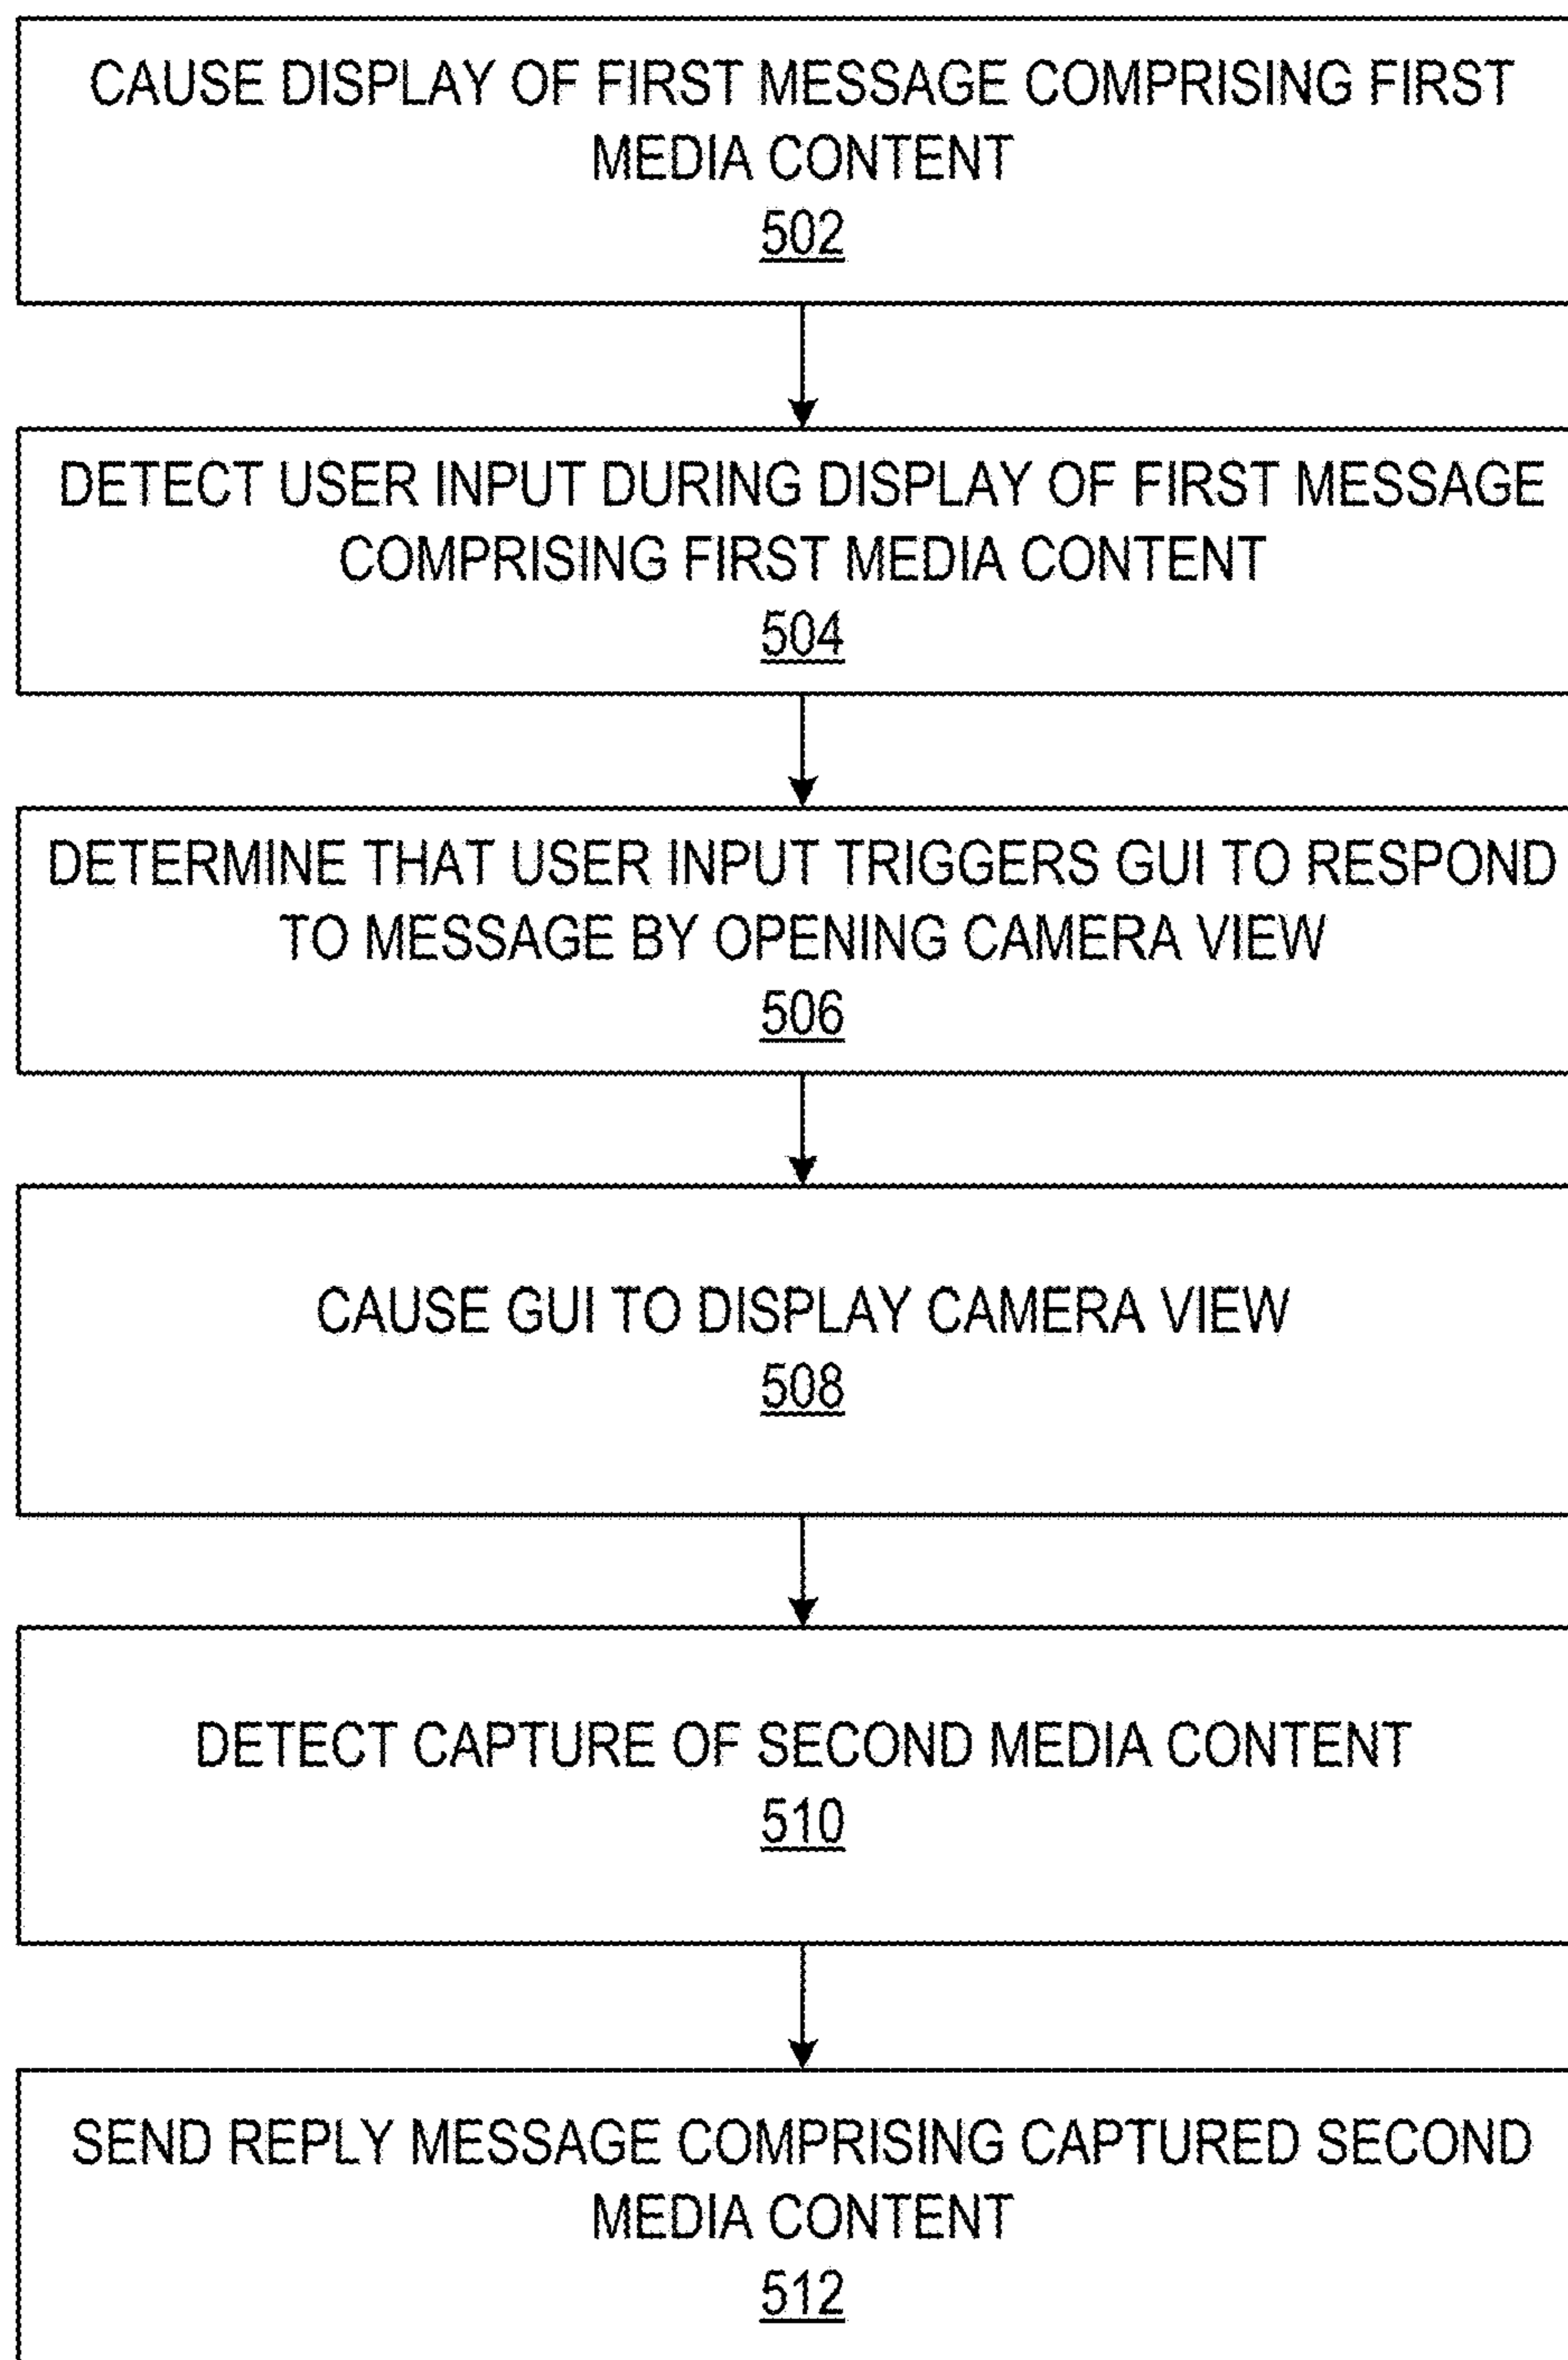 CAUSE DISPLAY OF FIRST MESSAGE COMPRISING FIRST
MEDIA CONTENT
502
DETECT USER INPUT DURING DISPLAY OF FIRST MESSAGE
COMPRISING FIRST MEDIA CONTENT
504
DETERMINE THAT USER INPUT TRIGGERS GUI TO RESPOND
TO MESSAGE BY OPENING CAMERA VIEW
506
CAUSE GUI TO DISPLAY CAMERA VIEW
508
DETECT CAPTURE OF SECOND MEDIA CONTENT
510
SEND REPLY MESSAGE COMPRISING CAPTURED SECOND
MEDIA CONTENT
512